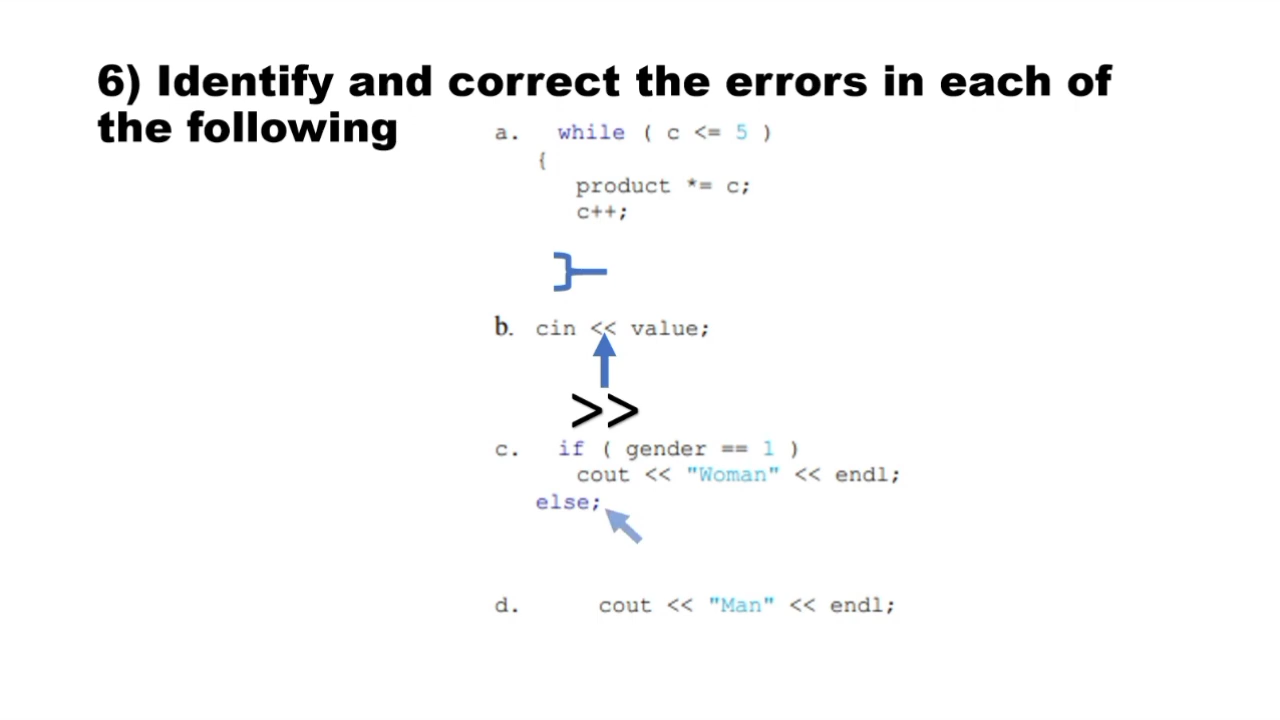 6) Identify and correct the errors in each of
the following
a. while ( c <= 5 )
{
product *= c;
c++;
}
b. cin << value;
>>
c. if ( gender == 1 )
cout << "Woman" << endl;
else;
d. cout << "Man" << endl;